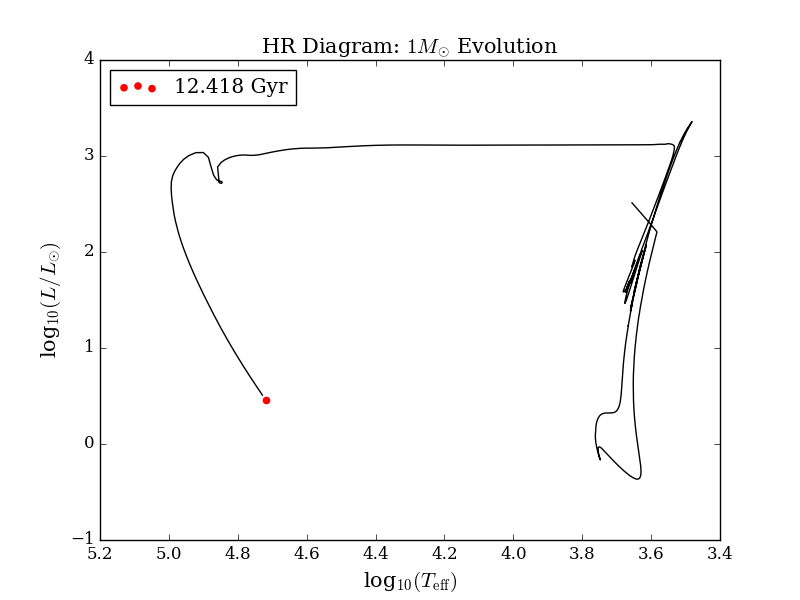 HR Diagram: 1M⊙ Evolution
12.418 Gyr
4
3
2
1
0
−1
log₁₀(L/L⊙)
5.2 5.0 4.8 4.6 4.4 4.2 4.0 3.8 3.6 3.4
log₁₀(T_eff)